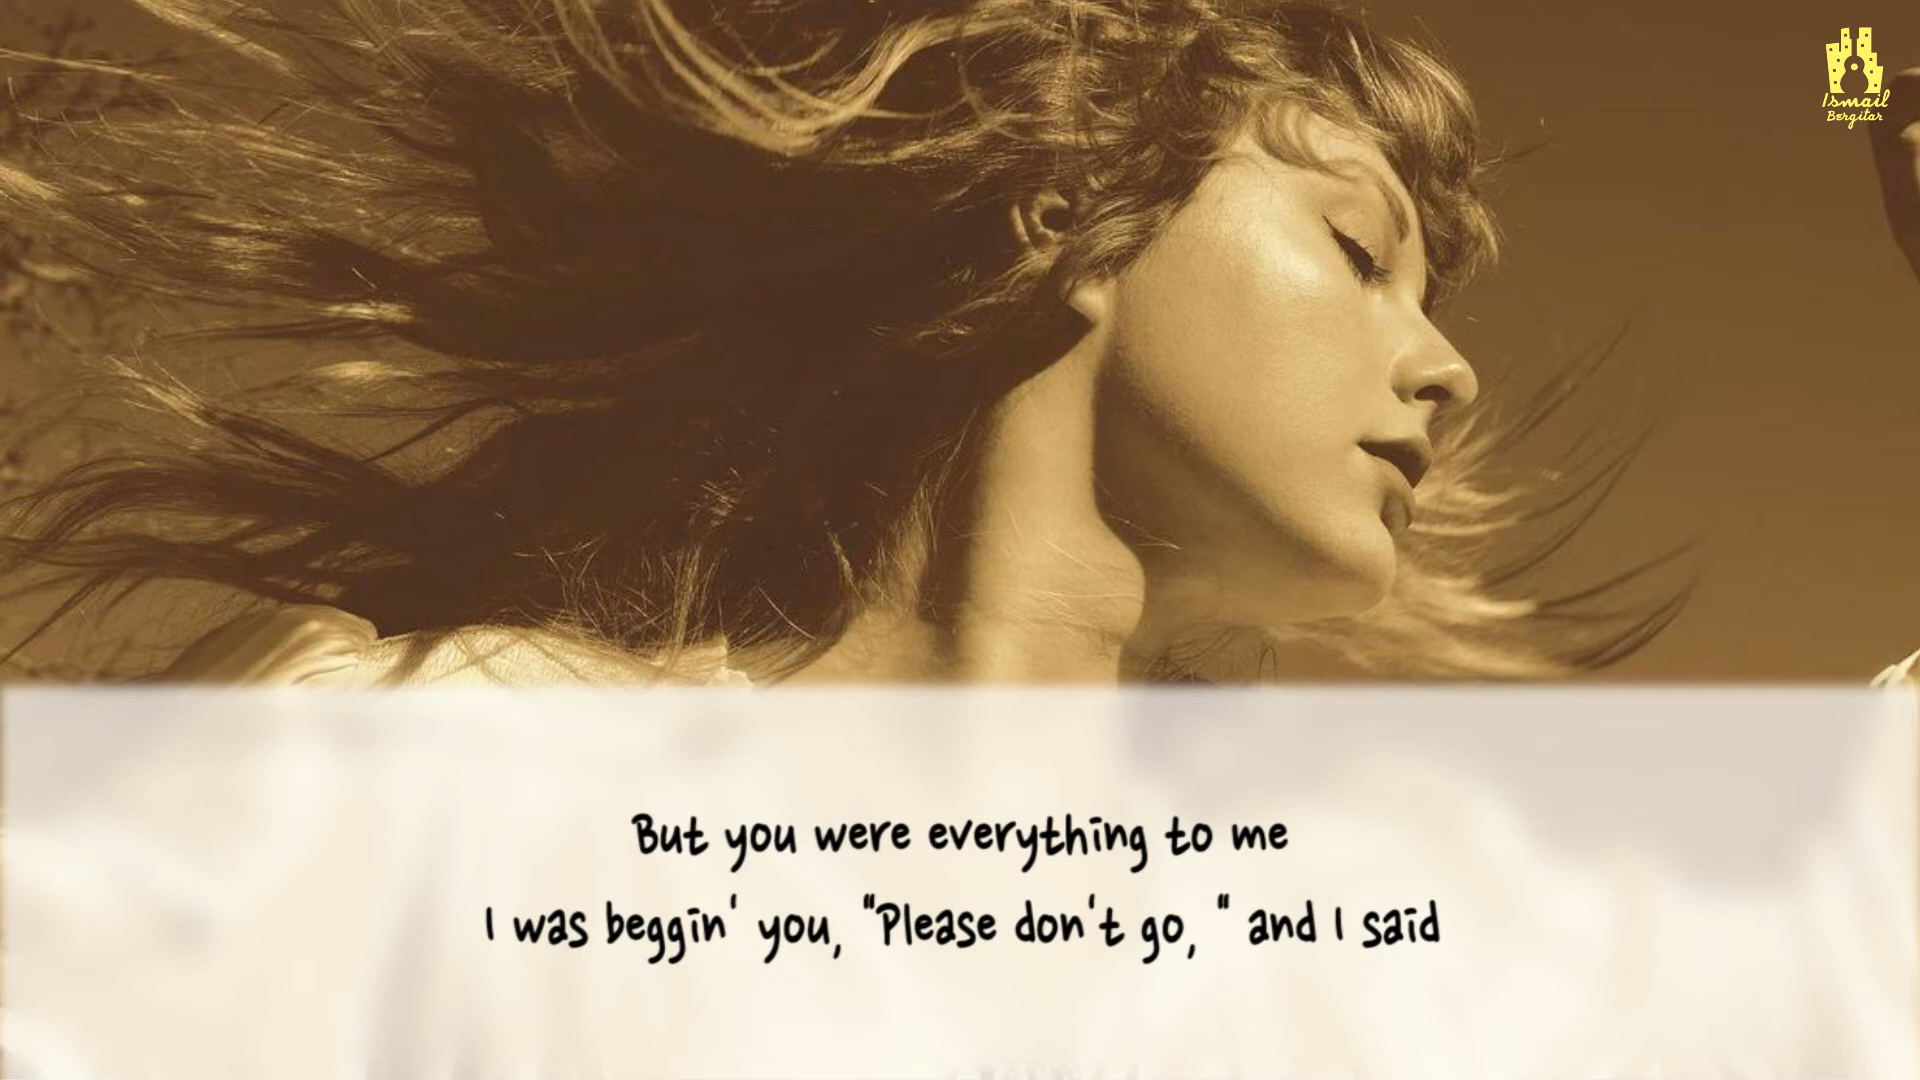 Ismail
Bergitar
But you were everything to me
I was beggin' you, "Please don't go, " and I said